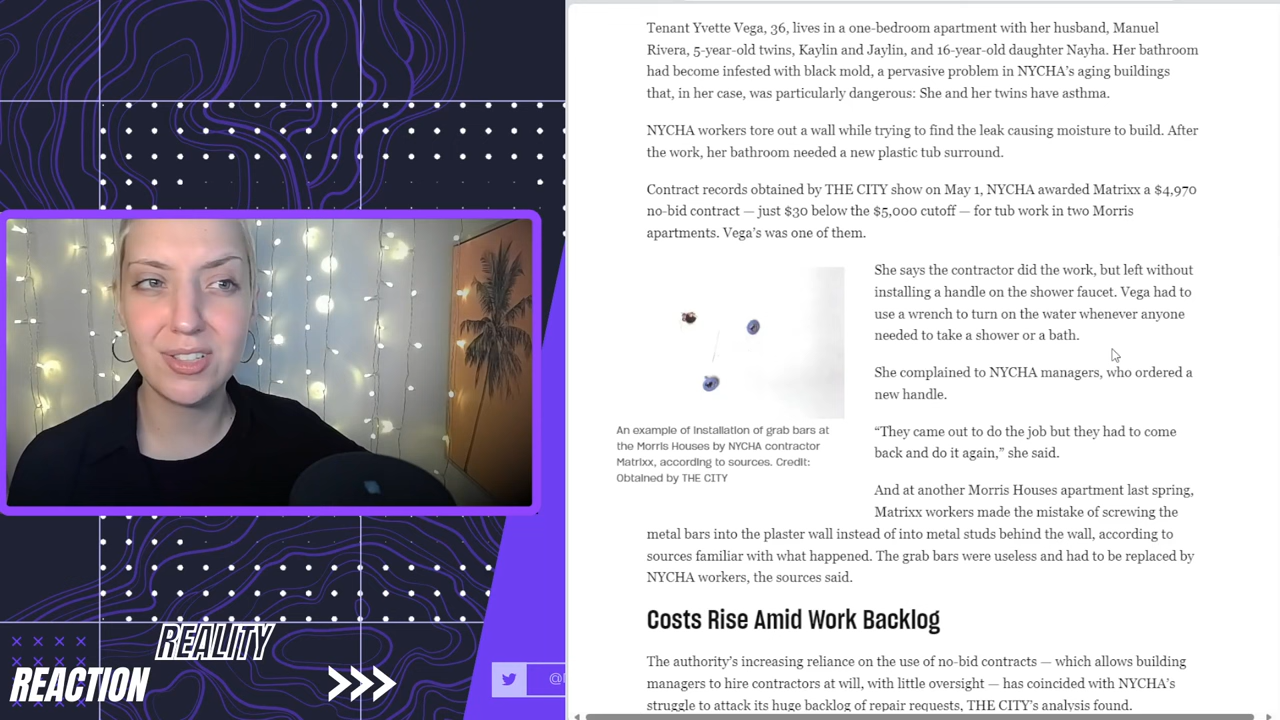 Tenant Yvette Vega, 36, lives in a one-bedroom apartment with her husband, Manuel
Rivera, 5-year-old twins, Kaylin and Jaylin, and 16-year-old daughter Nayha. Her bathroom
had become infested with black mold, a pervasive problem in NYCHA’s aging buildings
that, in her case, was particularly dangerous: She and her twins have asthma.
NYCHA workers tore out a wall while trying to find the leak causing moisture to build. After
the work, her bathroom needed a new plastic tub surround.
Contract records obtained by THE CITY show on May 1, NYCHA awarded Matrixx a $4,970
no-bid contract — just $30 below the $5,000 cutoff — for tub work in two Morris
apartments. Vega’s was one of them.
She says the contractor did the work, but left without
installing a handle on the shower faucet. Vega had to
use a wrench to turn on the water whenever anyone
needed to take a shower or a bath.
She complained to NYCHA managers, who ordered a
new handle.
“They came out to do the job but they had to come
back and do it again,” she said.
And at another Morris Houses apartment last spring,
Matrixx workers made the mistake of screwing the
metal bars into the plaster wall instead of into metal studs behind the wall, according to
sources familiar with what happened. The grab bars were useless and had to be replaced by
NYCHA workers, the sources said.
An example of installation of grab bars at
the Morris Houses by NYCHA contractor
Matrixx, according to sources. Credit:
Obtained by THE CITY
Costs Rise Amid Work Backlog
The authority’s increasing reliance on the use of no-bid contracts — which allows building
managers to hire contractors at will, with little oversight — has coincided with NYCHA’s
struggle to attack its huge backlog of repair requests, THE CITY’s analysis found.
REALITY
REACTION